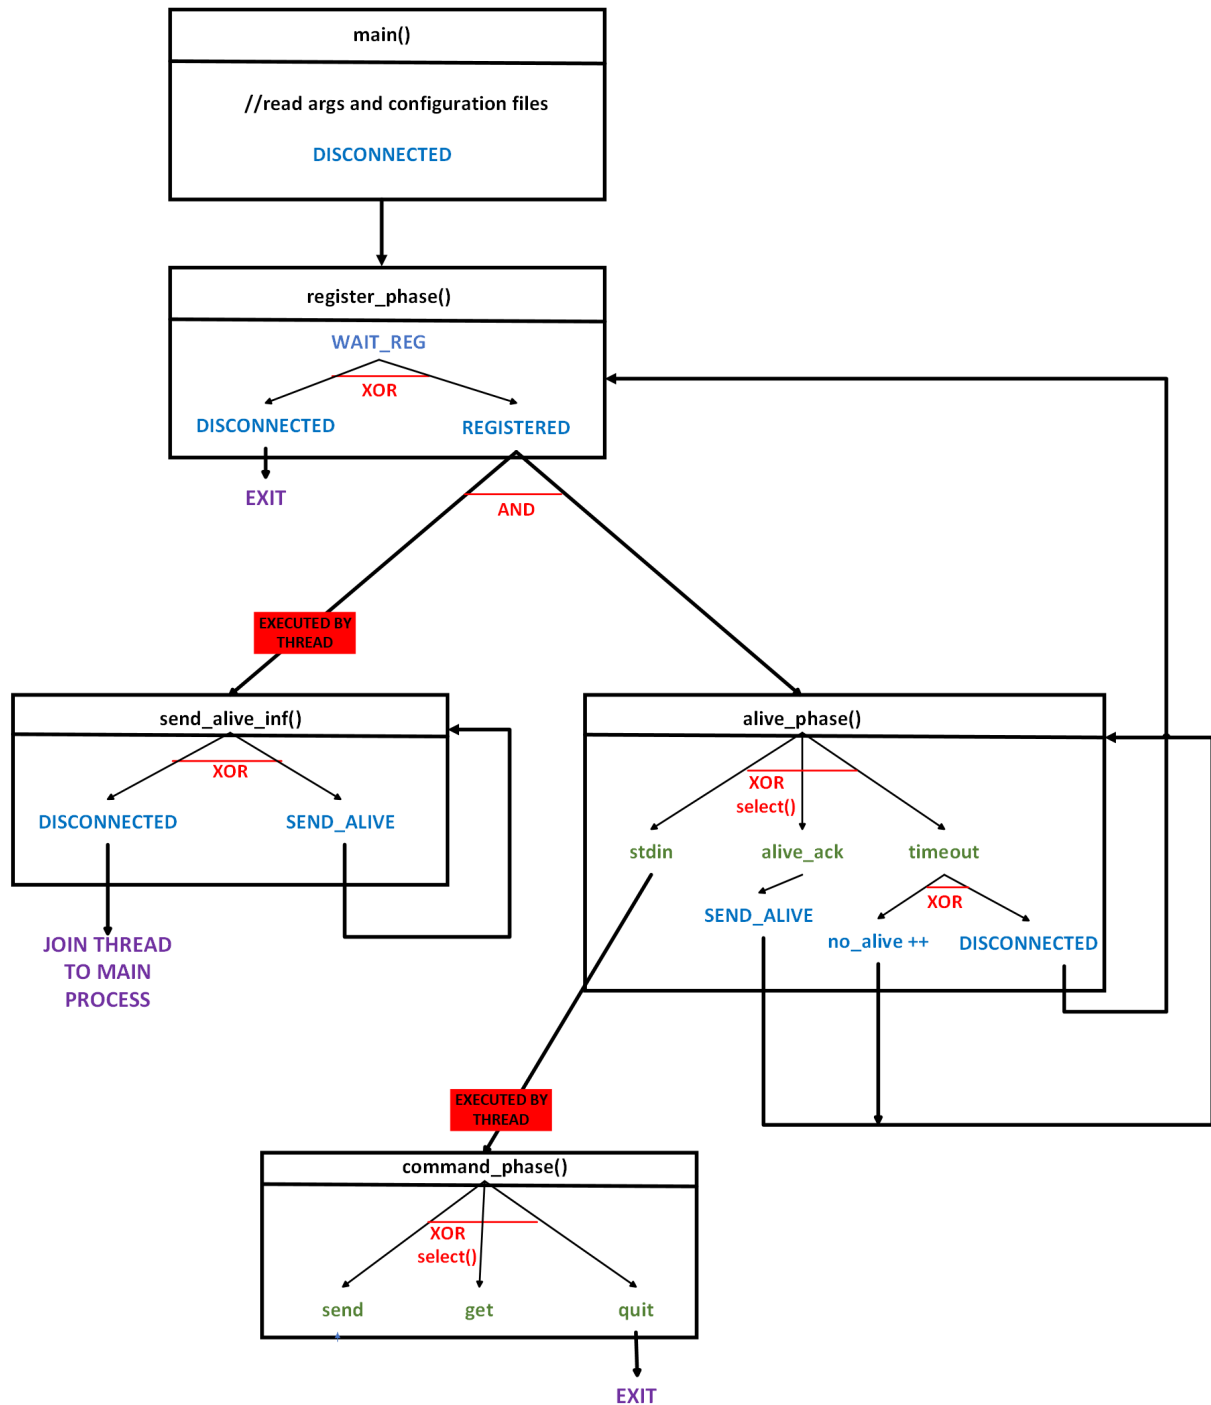 main()
//read args and configuration files
DISCONNECTED
register_phase()
WAIT_REG
XOR
DISCONNECTED
REGISTERED
EXIT
AND
EXECUTED BY
THREAD
send_alive_inf()
XOR
DISCONNECTED
SEND_ALIVE
JOIN THREAD
TO MAIN
PROCESS
alive_phase()
XOR
select()
stdin
alive_ack
timeout
SEND_ALIVE
XOR
no_alive ++
DISCONNECTED
EXECUTED BY
THREAD
command_phase()
XOR
select()
send
get
quit
EXIT